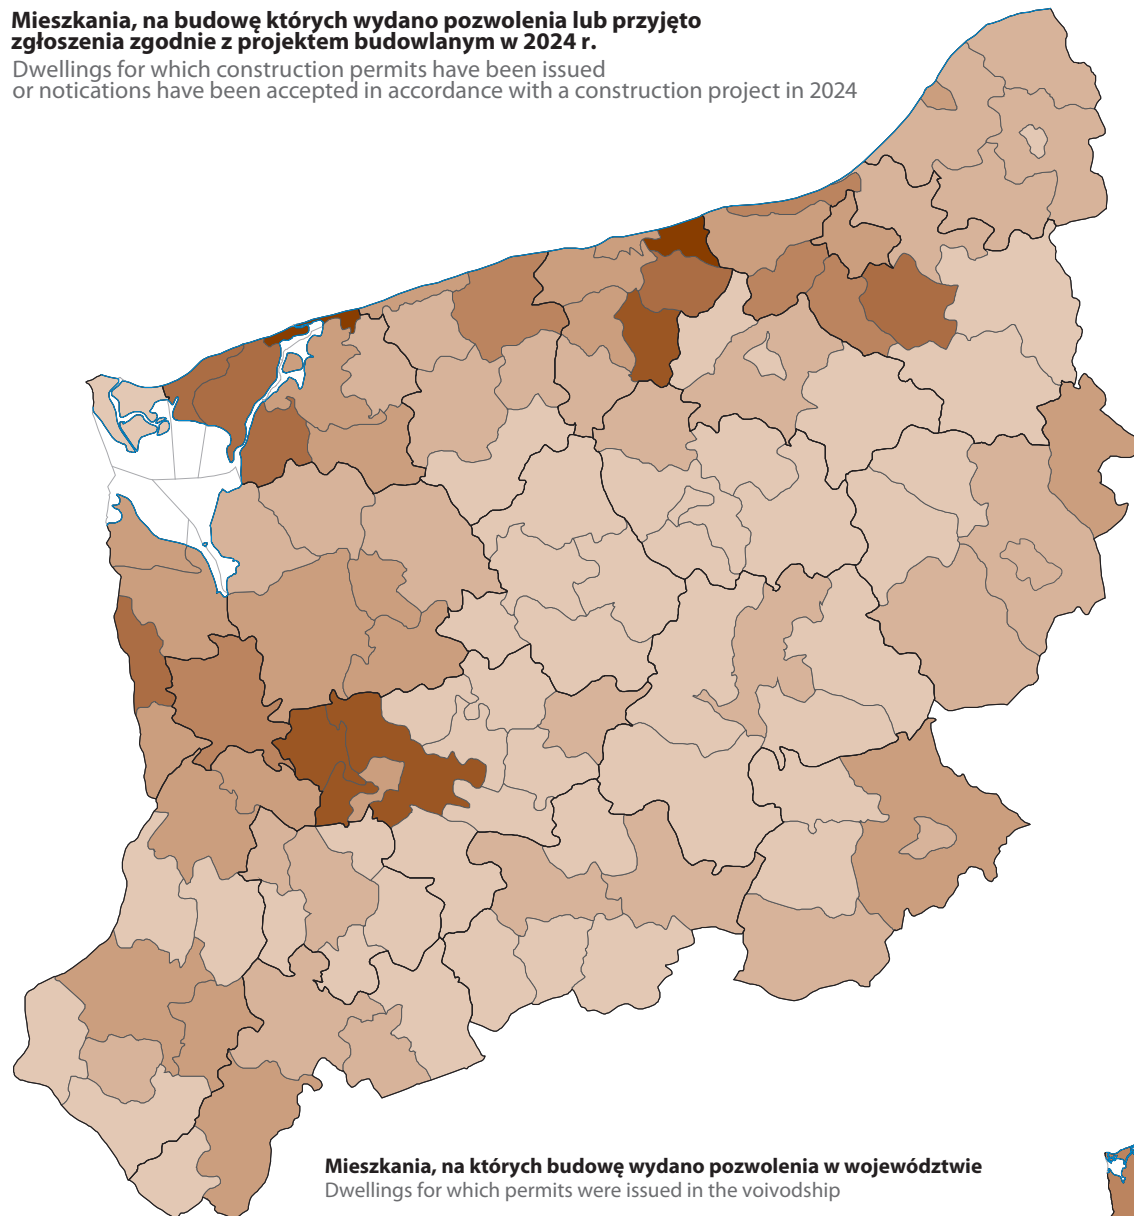 Mieszkania, na budowę których wydano pozwolenia lub przyjęto
zgłoszenia zgodnie z projektem budowlanym w 2024 r.
Dwellings for which construction permits have been issued
or notications have been accepted in accordance with a construction project in 2024
Mieszkania, na których budowę wydano pozwolenia w województwie
Dwellings for which permits were issued in the voivodship